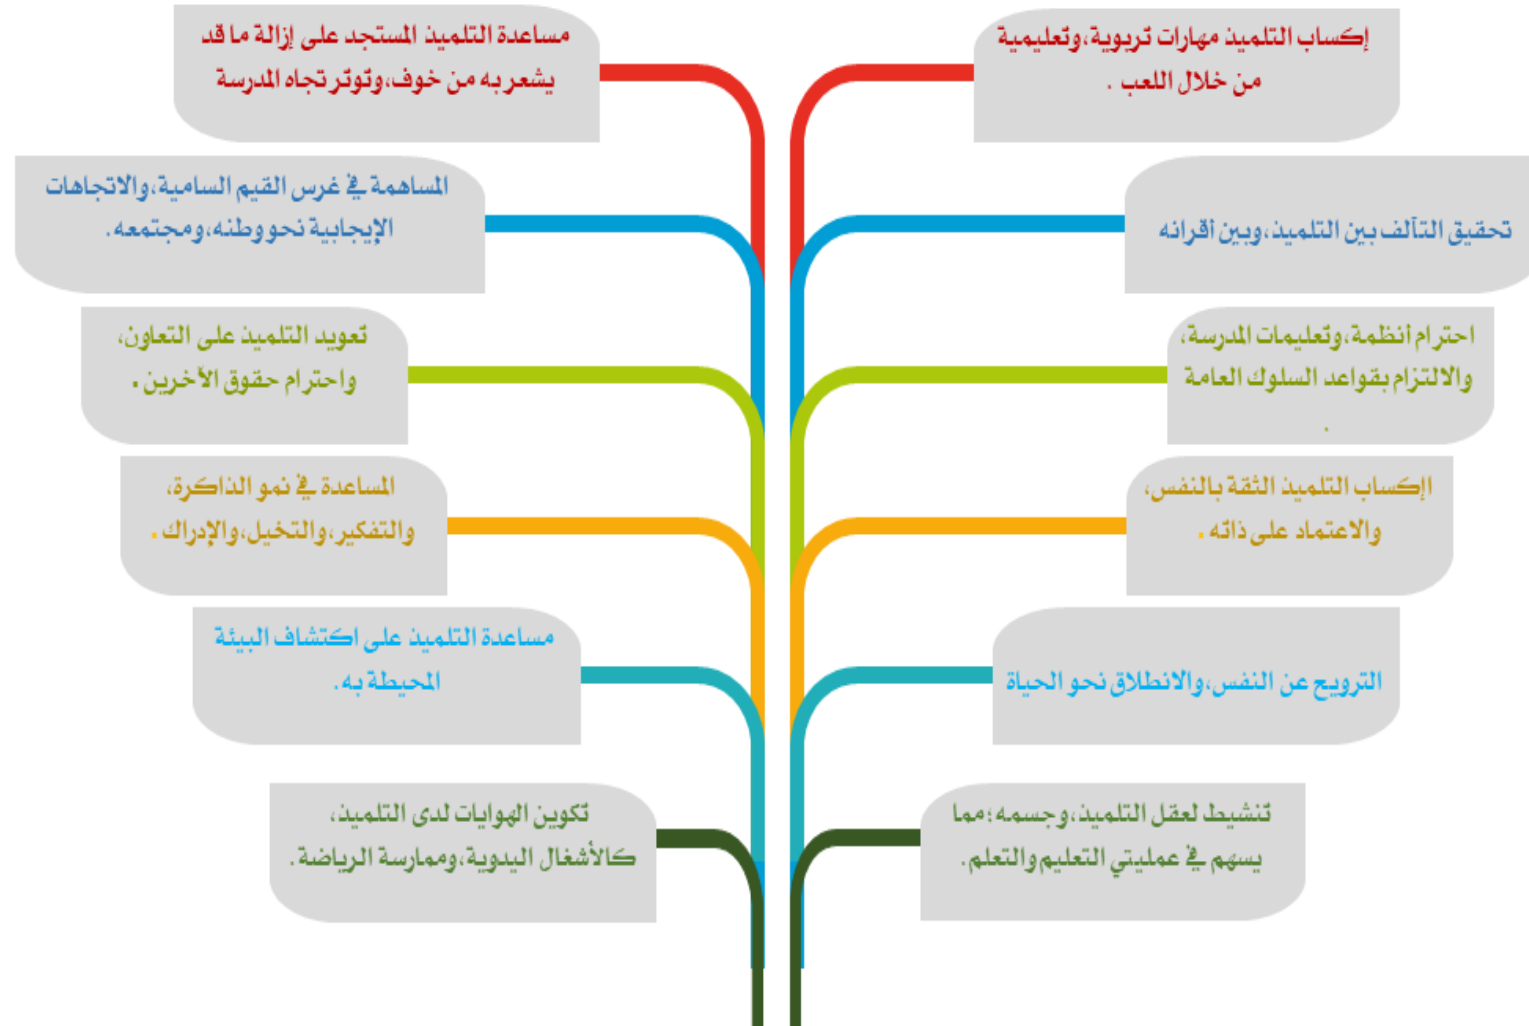 إكساب التلميذ مهارات تربوية،وتعليمية
من خلال اللعب .
مساعدة التلميذ المستجد على إزالة ما قد
يشعر به من خوف،وتوتر تجاه المدرسة
تحقيق التآلف بين التلميذ،وبين أقرانه
المساهمة في غرس القيم السامية،والاتجاهات
الإيجابية نحو وطنه،ومجتمعه.
احترام أنظمة،وتعليمات المدرسة،
والالتزام بقواعد السلوك العامة
.
تعويد التلميذ على التعاون،
واحترام حقوق الآخرين.
اإكساب التلميذ الثقة بالنفس،
والاعتماد على ذاته.
المساعدة في نمو الذاكرة،
والتفكير،والتخيل،والإدراك.
الترويح عن النفس،والانطلاق نحو الحياة
مساعدة التلميذ على اكتشاف البيئة
المحيطة به.
تنشيط لعقل التلميذ،وجسمه؛مما
يسهم في عمليتي التعليم والتعلم.
تكوين الهوايات لدى التلميذ،
كالأشغال اليدوية،وممارسة الرياضة.